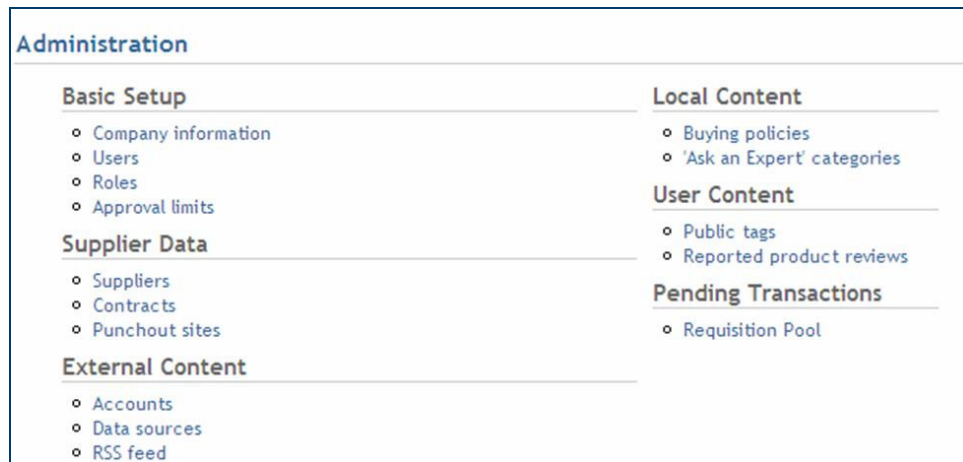 Administration
Basic Setup
Company information
Users
Roles
Approval limits
Supplier Data
Suppliers
Contracts
Punchout sites
External Content
Accounts
Data sources
RSS feed
Local Content
Buying policies
'Ask an Expert' categories
User Content
Public tags
Reported product reviews
Pending Transactions
Requisition Pool